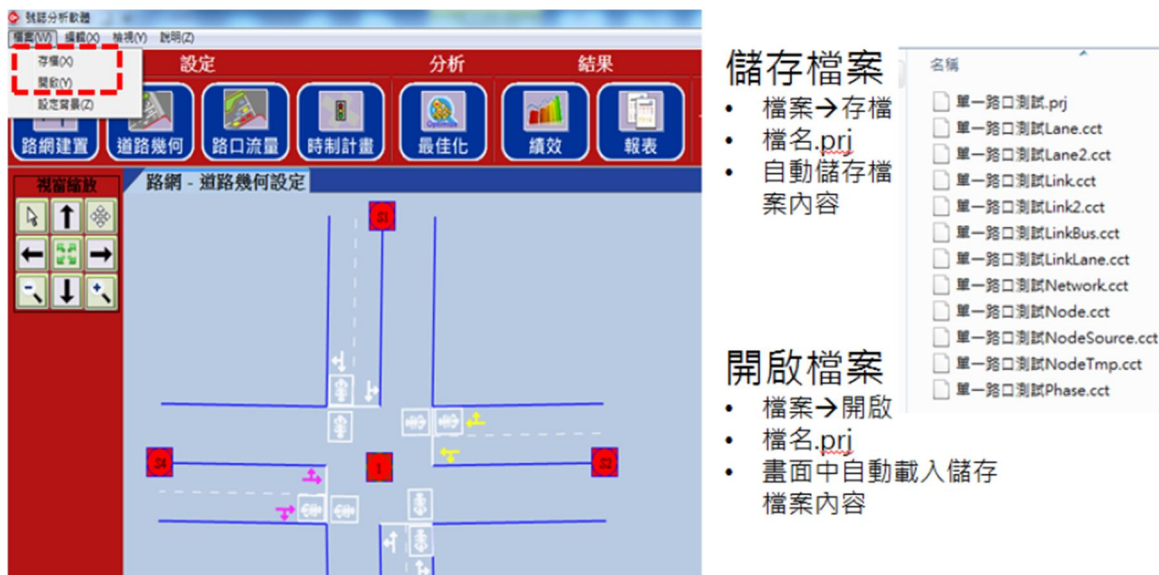 號誌分析軟體
檔案(W) 編輯(X) 檢視(Y) 說明(Z)
存檔(X)
開啟(Y)
設定背景(Z)
設定 分析 結果
路網建置 道路幾何 路口流量 時制計畫 最佳化 績效 報表
Optimize
視窗縮放
路網 - 道路幾何設定
S1
S4
1
S2
儲存檔案
• 檔案→存檔
• 檔名.prj
• 自動儲存檔
案內容
開啟檔案
• 檔案→開啟
• 檔名.prj
• 畫面中自動載入儲存
檔案內容
名稱
單一路口測試.prj
單一路口測試Lane.cct
單一路口測試Lane2.cct
單一路口測試Link.cct
單一路口測試Link2.cct
單一路口測試LinkBus.cct
單一路口測試LinkLane.cct
單一路口測試Network.cct
單一路口測試Node.cct
單一路口測試NodeSource.cct
單一路口測試NodeTmp.cct
單一路口測試Phase.cct